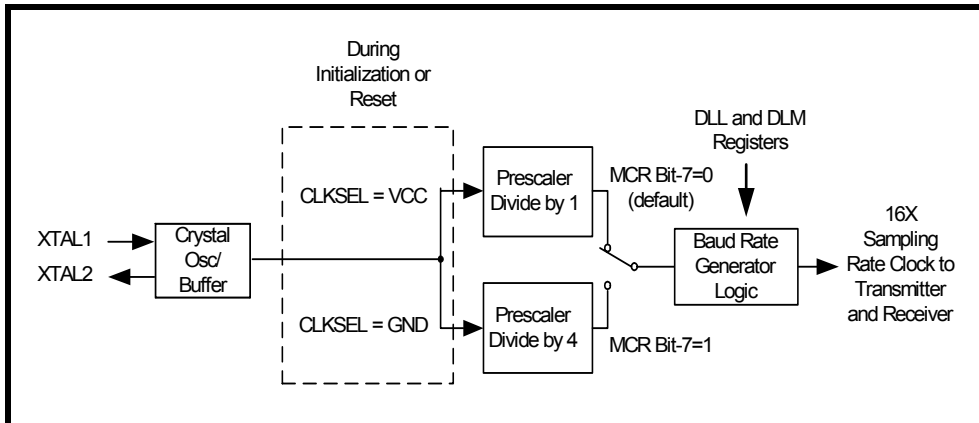 During
Initialization or
Reset
DLL and DLM
Registers
CLKSEL = VCC
Prescaler
Divide by 1
MCR Bit-7=0
(default)
XTAL1
XTAL2
Crystal
Osc/
Buffer
Baud Rate
Generator
Logic
16X
Sampling
Rate Clock to
Transmitter
and Receiver
CLKSEL = GND
Prescaler
Divide by 4
MCR Bit-7=1